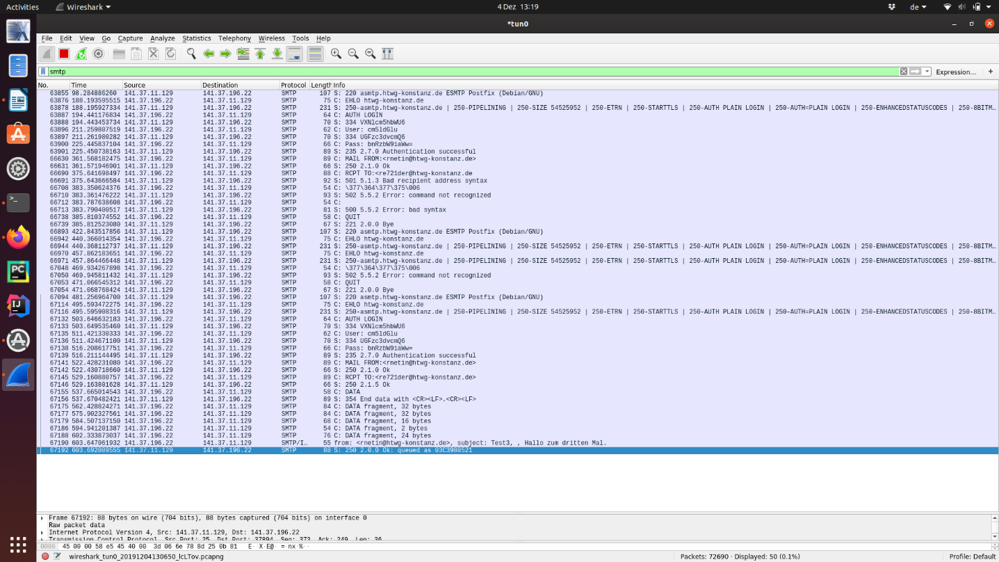 Activities Wireshark 4 Dez 13:19 de
*tun0
File Edit View Go Capture Analyze Statistics Telephony Wireless Tools Help
smtp Expression… +
No. Time Source Destination Protocol Length Info
63855 98.284886260 141.37.11.129 141.37.196.22 SMTP 107 S: 220 asmtp.htwg-konstanz.de ESMTP Postfix (Debian/GNU)
63876 188.193595515 141.37.196.22 141.37.11.129 SMTP 75 C: EHLO htwg-konstanz.de
63878 188.195927334 141.37.11.129 141.37.196.22 SMTP 231 S: 250-asmtp.htwg-konstanz.de | 250-PIPELINING | 250-SIZE 54525952 | 250-ETRN | 250-STARTTLS | 250-AUTH PLAIN LOGIN | 250-AUTH=PLAIN LOGIN | 250-ENHANCEDSTATUSCODES | 250-8BITM…
63887 194.441176834 141.37.196.22 141.37.11.129 SMTP 64 C: AUTH LOGIN
63888 194.443453734 141.37.11.129 141.37.196.22 SMTP 70 S: 334 VXNlcm5hbWU6
63896 211.259807519 141.37.196.22 141.37.11.129 SMTP 62 C: User: cm5ldGlu
63897 211.261980282 141.37.11.129 141.37.196.22 SMTP 70 S: 334 UGFzc3dvcmQ6
63900 225.445837104 141.37.196.22 141.37.11.129 SMTP 66 C: Pass: bnRzbW9iaWw=
63901 225.450738163 141.37.11.129 141.37.196.22 SMTP 89 S: 235 2.7.0 Authentication successful
66630 361.568182475 141.37.196.22 141.37.11.129 SMTP 89 C: MAIL FROM:<rnetin@htwg-konstanz.de>
66631 361.571946901 141.37.11.129 141.37.196.22 SMTP 66 S: 250 2.1.0 Ok
66690 375.641698497 141.37.196.22 141.37.11.129 SMTP 88 C: RCPT TO:<re721der@htwg-konstanz.de
66691 375.643666584 141.37.11.129 141.37.196.22 SMTP 92 S: 501 5.1.3 Bad recipient address syntax
66708 383.350624376 141.37.196.22 141.37.11.129 SMTP 54 C: \377\364\377\375\006
66710 383.361476222 141.37.11.129 141.37.196.22 SMTP 93 S: 502 5.5.2 Error: command not recognized
66712 383.787638608 141.37.196.22 141.37.11.129 SMTP 54 C:
66713 383.790400517 141.37.11.129 141.37.196.22 SMTP 81 S: 500 5.5.2 Error: bad syntax
66738 385.810374552 141.37.196.22 141.37.11.129 SMTP 58 C: QUIT
66739 385.812523080 141.37.11.129 141.37.196.22 SMTP 67 S: 221 2.0.0 Bye
66893 422.843517856 141.37.11.129 141.37.196.22 SMTP 107 S: 220 asmtp.htwg-konstanz.de ESMTP Postfix (Debian/GNU)
66942 440.366014354 141.37.196.22 141.37.11.129 SMTP 75 C: EHLO htwg-konstanz.de
66944 440.368112737 141.37.11.129 141.37.196.22 SMTP 231 S: 250-asmtp.htwg-konstanz.de | 250-PIPELINING | 250-SIZE 54525952 | 250-ETRN | 250-STARTTLS | 250-AUTH PLAIN LOGIN | 250-AUTH=PLAIN LOGIN | 250-ENHANCEDSTATUSCODES | 250-8BITM…
66970 457.862183651 141.37.196.22 141.37.11.129 SMTP 75 C: EHLO htwg-konstanz.de
66971 457.864466448 141.37.11.129 141.37.196.22 SMTP 231 S: 250-asmtp.htwg-konstanz.de | 250-PIPELINING | 250-SIZE 54525952 | 250-ETRN | 250-STARTTLS | 250-AUTH PLAIN LOGIN | 250-AUTH=PLAIN LOGIN | 250-ENHANCEDSTATUSCODES | 250-8BITM…
67048 469.934267898 141.37.196.22 141.37.11.129 SMTP 54 C: \377\364\377\375\006
67050 469.945811432 141.37.11.129 141.37.196.22 SMTP 93 S: 502 5.5.2 Error: command not recognized
67053 471.066545312 141.37.196.22 141.37.11.129 SMTP 58 C: QUIT
67054 471.068768424 141.37.11.129 141.37.196.22 SMTP 67 S: 221 2.0.0 Bye
67094 481.256964700 141.37.11.129 141.37.196.22 SMTP 107 S: 220 asmtp.htwg-konstanz.de ESMTP Postfix (Debian/GNU)
67114 495.593472275 141.37.196.22 141.37.11.129 SMTP 75 C: EHLO htwg-konstanz.de
67116 495.595908316 141.37.11.129 141.37.196.22 SMTP 231 S: 250-asmtp.htwg-konstanz.de | 250-PIPELINING | 250-SIZE 54525952 | 250-ETRN | 250-STARTTLS | 250-AUTH PLAIN LOGIN | 250-AUTH=PLAIN LOGIN | 250-ENHANCEDSTATUSCODES | 250-8BITM…
67132 503.646632183 141.37.196.22 141.37.11.129 SMTP 64 C: AUTH LOGIN
67133 503.649535460 141.37.11.129 141.37.196.22 SMTP 70 S: 334 VXNlcm5hbWU6
67135 511.421330333 141.37.196.22 141.37.11.129 SMTP 62 C: User: cm5ldGlu
67136 511.424671100 141.37.11.129 141.37.196.22 SMTP 70 S: 334 UGFzc3dvcmQ6
67138 516.208617751 141.37.196.22 141.37.11.129 SMTP 66 C: Pass: bnRzbW9iaWw=
67139 516.211144495 141.37.11.129 141.37.196.22 SMTP 89 S: 235 2.7.0 Authentication successful
67141 522.428231080 141.37.196.22 141.37.11.129 SMTP 89 C: MAIL FROM:<rnetin@htwg-konstanz.de>
67142 522.430718660 141.37.11.129 141.37.196.22 SMTP 66 S: 250 2.1.0 Ok
67145 529.160880757 141.37.196.22 141.37.11.129 SMTP 89 C: RCPT TO:<re721der@htwg-konstanz.de>
67146 529.163801628 141.37.11.129 141.37.196.22 SMTP 66 S: 250 2.1.5 Ok
67155 537.665014543 141.37.196.22 141.37.11.129 SMTP 58 C: DATA
67156 537.670482421 141.37.11.129 141.37.196.22 SMTP 89 S: 354 End data with <CR><LF>.<CR><LF>
67175 562.428824271 141.37.196.22 141.37.11.129 SMTP 84 C: DATA fragment, 32 bytes
67177 575.902327561 141.37.196.22 141.37.11.129 SMTP 84 C: DATA fragment, 32 bytes
67179 584.507137150 141.37.196.22 141.37.11.129 SMTP 68 C: DATA fragment, 16 bytes
67186 594.941201387 141.37.196.22 141.37.11.129 SMTP 54 C: DATA fragment, 2 bytes
67188 602.333873037 141.37.196.22 141.37.11.129 SMTP 76 C: DATA fragment, 24 bytes
67190 603.647061932 141.37.196.22 141.37.11.129 SMTP/I… 55 from: <rnetin@htwg-konstanz.de>, subject: Test3, , Hallo zum dritten Mal.
67192 603.692009555 141.37.11.129 141.37.196.22 SMTP 88 S: 250 2.0.0 Ok: queued as 03C3980521
Frame 67192: 88 bytes on wire (704 bits), 88 bytes captured (704 bits) on interface 0
Raw packet data
Internet Protocol Version 4, Src: 141.37.11.129, Dst: 141.37.196.22
Transmission Control Protocol, Src Port: 25, Dst Port: 37894, Seq: 373, Ack: 249, Len: 36
0000 45 00 00 58 e5 45 40 00 3d 06 6e 78 8d 25 0b 81 E··X·E@· =·nx·%··
wireshark_tun0_20191204130650_lcLTov.pcapng Packets: 72690 · Displayed: 50 (0.1%) Profile: Default